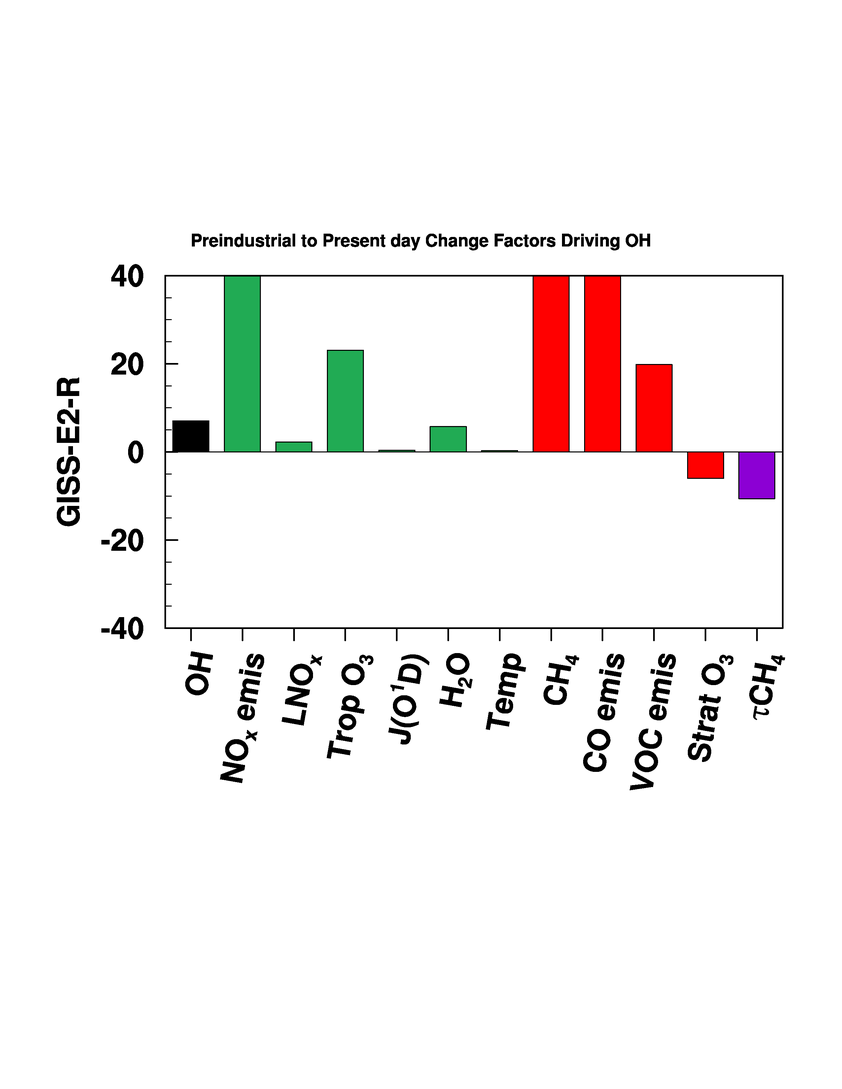 Preindustrial to Present day Change Factors Driving OH
GISS-E2-R
40
20
0
-20
-40
OH
NOₓ emis
LNOₓ
Trop O₃
J(O¹D)
H₂O
Temp
CH₄
CO emis
VOC emis
Strat O₃
τCH₄